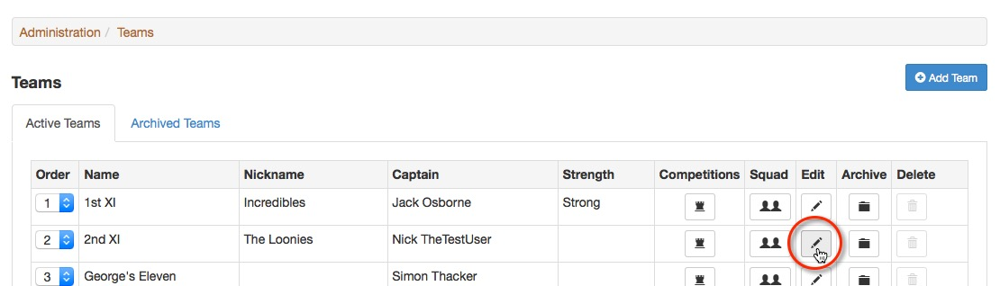 Administration / Teams
Teams
Add Team
Active Teams Archived Teams
Order Name Nickname Captain Strength Competitions Squad Edit Archive Delete
1 1st XI Incredibles Jack Osborne Strong
2 2nd XI The Loonies Nick TheTestUser
3 George's Eleven Simon Thacker